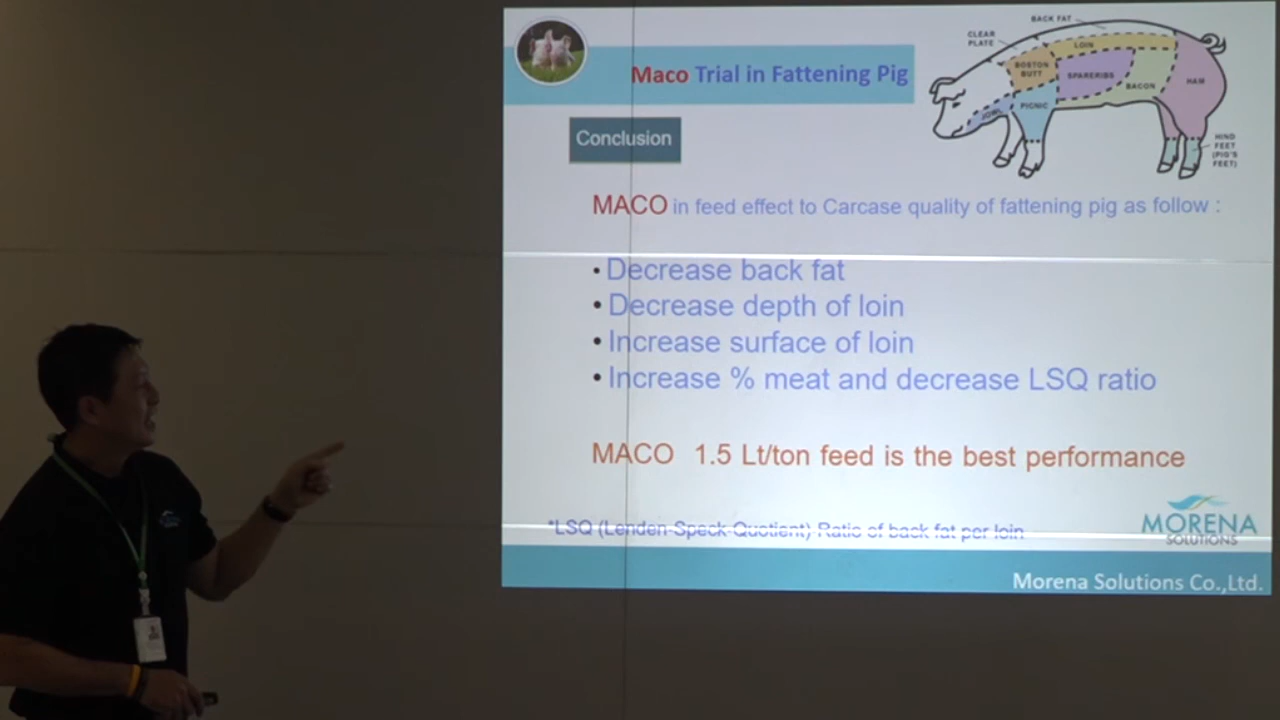 BACK FAT
CLEAR
PLATE
LOIN
BOSTON
BUTT
SPARERIBS
BACON
HAM
JOWL
PICNIC
HIND
FEET
(PIG'S
FEET)
Maco Trial in Fattening Pig
Conclusion
MACO in feed effect to Carcase quality of fattening pig as follow :
• Decrease back fat
• Decrease depth of loin
• Increase surface of loin
• Increase % meat and decrease LSQ ratio
MACO 1.5 Lt/ton feed is the best performance
*LSQ (Lenden-Speck-Quotient) Ratio of back fat per loin
MORENA
SOLUTIONS
Morena Solutions Co.,Ltd.